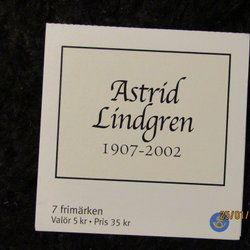 Astrid
Lindgren
1907-2002
7 frimärken
Valör 5 kr • Pris 35 kr